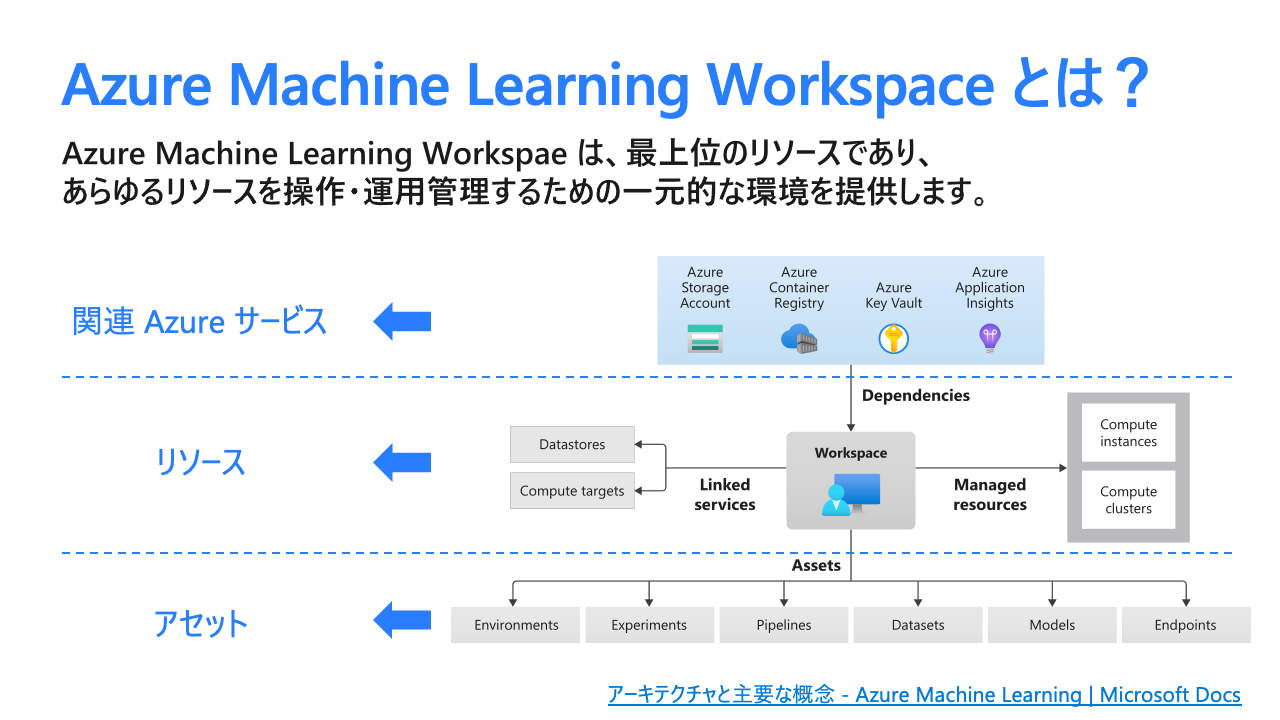 Azure Machine Learning Workspace とは？
Azure Machine Learning Workspae は、最上位のリソースであり、
あらゆるリソースを操作・運用管理するための一元的な環境を提供します。
関連 Azure サービス
Azure
Storage
Account
Azure
Container
Registry
Azure
Key Vault
Azure
Application
Insights
Dependencies
リソース
Datastores
Compute targets
Linked
services
Workspace
Managed
resources
Compute
instances
Compute
clusters
Assets
アセット
Environments
Experiments
Pipelines
Datasets
Models
Endpoints
アーキテクチャと主要な概念 - Azure Machine Learning | Microsoft Docs